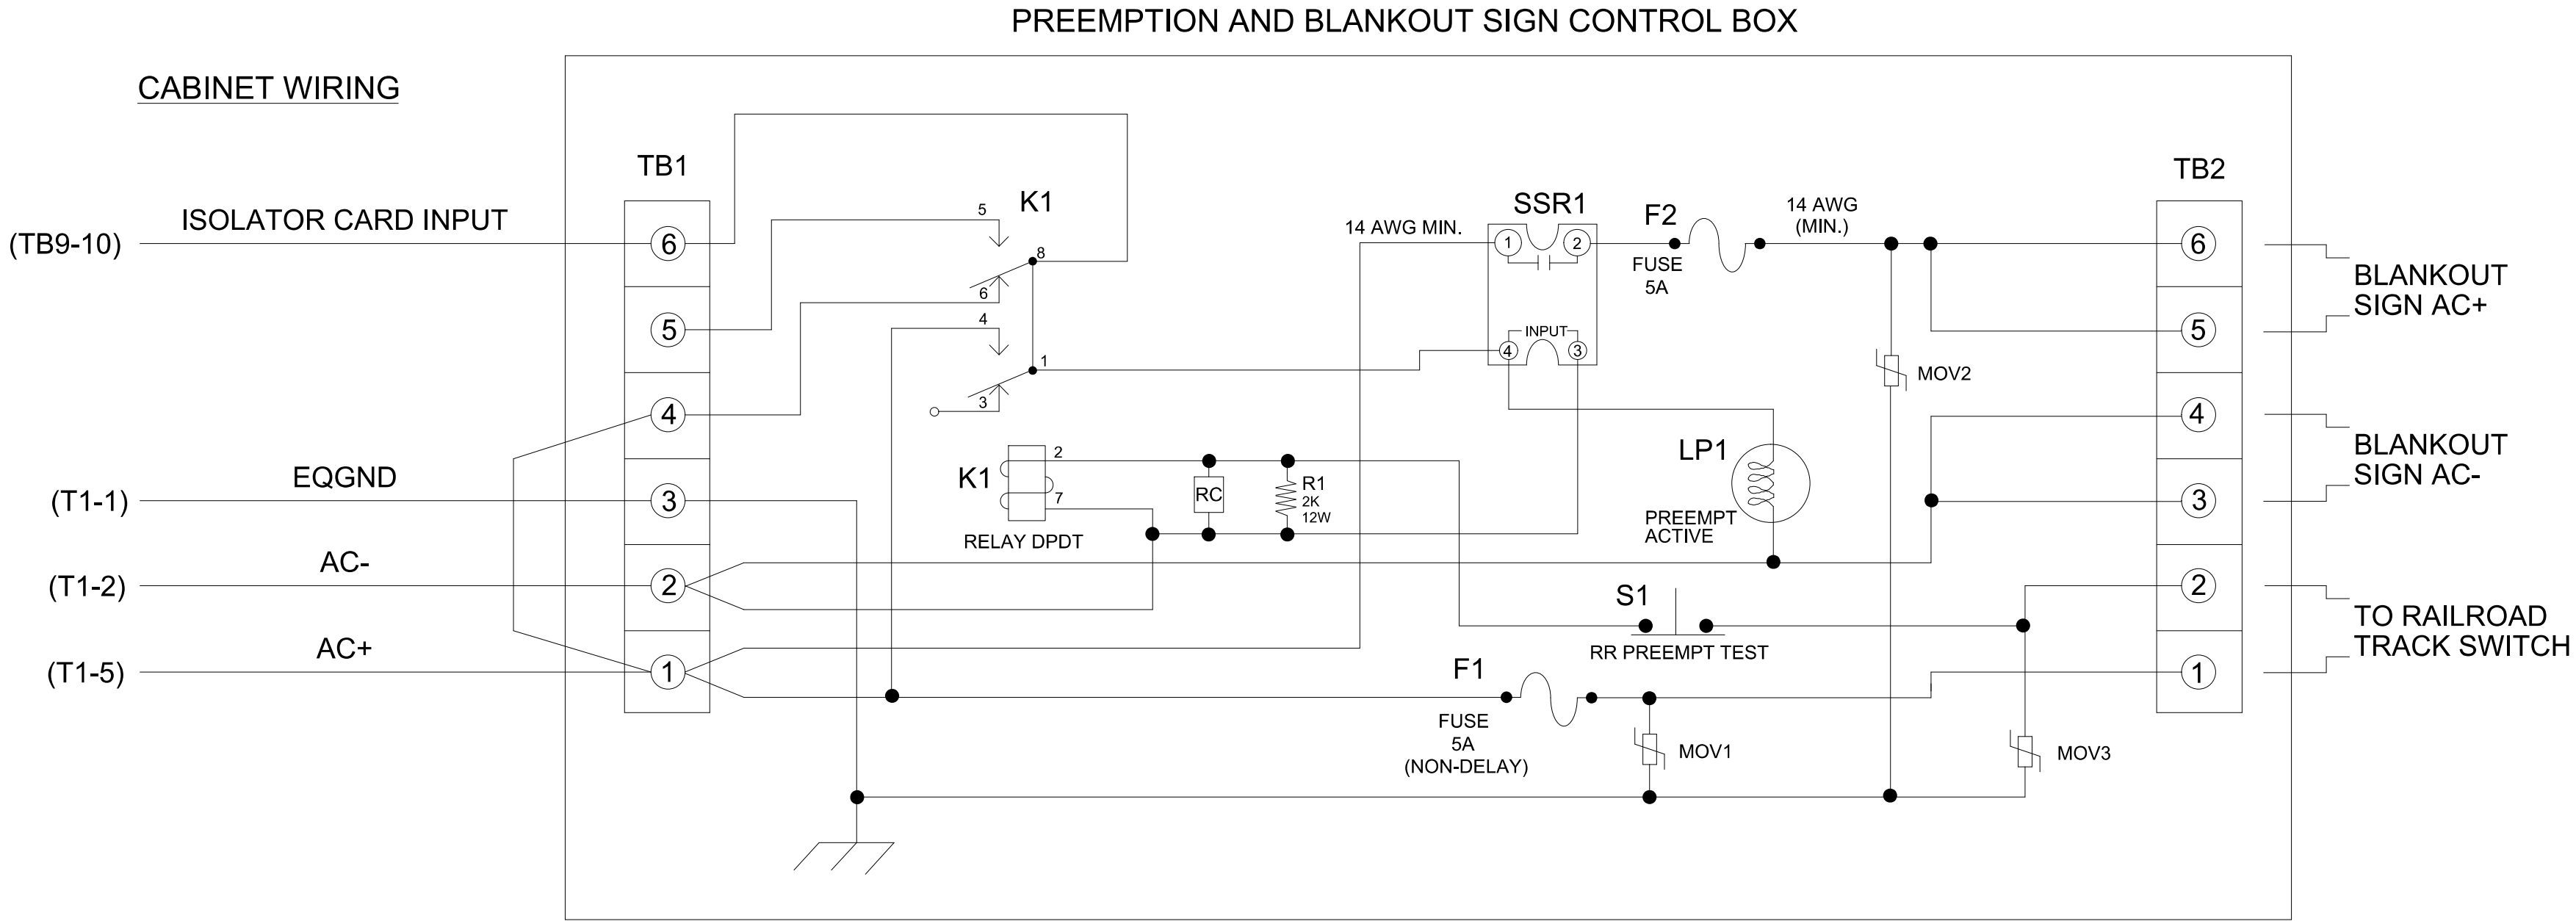 PREEMPTION AND BLANKOUT SIGN CONTROL BOX
CABINET WIRING
(TB9-10)
ISOLATOR CARD INPUT
(T1-1)
EQGND
(T1-2)
AC-
(T1-5)
AC+
TB1
6
5
4
3
2
1
K1
5
8
6
4
1
3
K1
2
7
RELAY DPDT
RC
R1
2K
12W
14 AWG MIN.
SSR1
1
2
INPUT
4
3
F2
FUSE
5A
14 AWG
(MIN.)
MOV2
LP1
PREEMPT
ACTIVE
S1
RR PREEMPT TEST
F1
FUSE
5A
(NON-DELAY)
MOV1
MOV3
TB2
6
5
4
3
2
1
BLANKOUT
SIGN AC+
BLANKOUT
SIGN AC-
TO RAILROAD
TRACK SWITCH